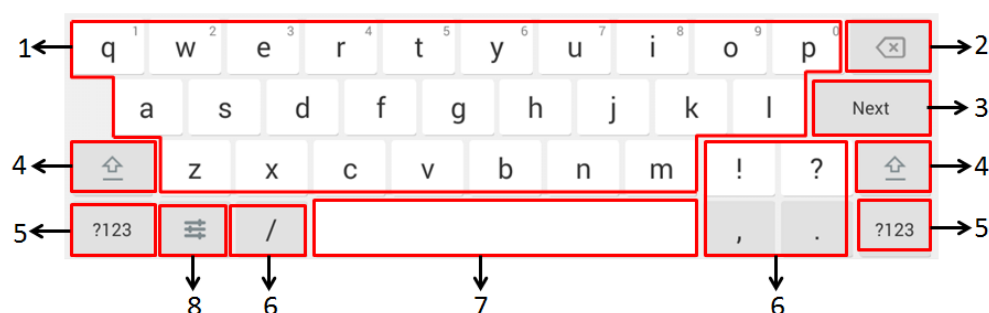 1 2 3 4 5 6 7 8 9 0
1 q w e r t y u i o p 2
a s d f g h j k l Next 3
4 z x c v b n m ! ? 4
5 ?123 / , . ?123 5
8 6 7 6